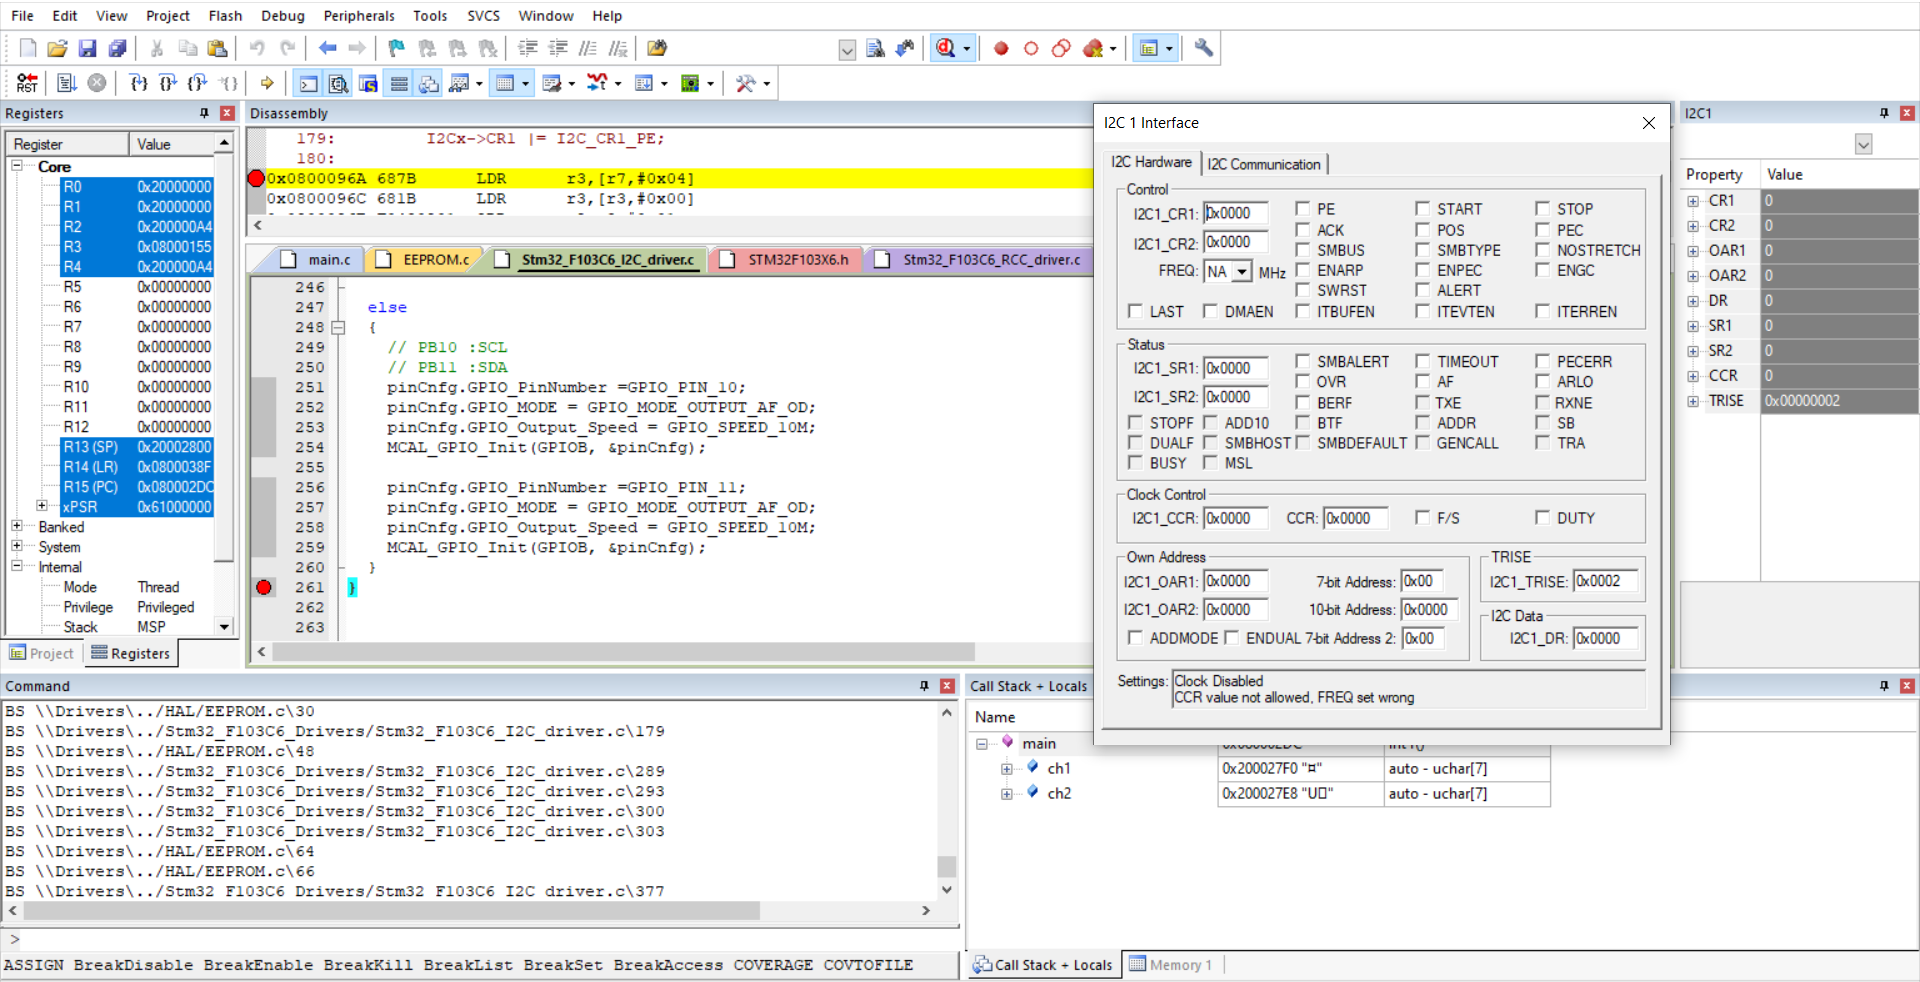 File Edit View Project Flash Debug Peripherals Tools SVCS Window Help
RST
Registers
Register Value
Core
R0 0x20000000
R1 0x20000000
R2 0x200000A4
R3 0x08000155
R4 0x200000A4
R5 0x00000000
R6 0x00000000
R7 0x00000000
R8 0x00000000
R9 0x00000000
R10 0x00000000
R11 0x00000000
R12 0x00000000
R13 (SP) 0x20002800
R14 (LR) 0x0800038F
R15 (PC) 0x080002DC
xPSR 0x61000000
Banked
System
Internal
Mode Thread
Privilege Privileged
Stack MSP
Project Registers
Disassembly
179: I2Cx->CR1 |= I2C_CR1_PE;
180:
0x0800096A 687B LDR r3,[r7,#0x04]
0x0800096C 681B LDR r3,[r3,#0x00]
main.c EEPROM.c Stm32_F103C6_I2C_driver.c STM32F103X6.h Stm32_F103C6_RCC_driver.c
246
247 else
248 {
249 // PB10 :SCL
250 // PB11 :SDA
251 pinCnfg.GPIO_PinNumber =GPIO_PIN_10;
252 pinCnfg.GPIO_MODE = GPIO_MODE_OUTPUT_AF_OD;
253 pinCnfg.GPIO_Output_Speed = GPIO_SPEED_10M;
254 MCAL_GPIO_Init(GPIOB, &pinCnfg);
255
256 pinCnfg.GPIO_PinNumber =GPIO_PIN_11;
257 pinCnfg.GPIO_MODE = GPIO_MODE_OUTPUT_AF_OD;
258 pinCnfg.GPIO_Output_Speed = GPIO_SPEED_10M;
259 MCAL_GPIO_Init(GPIOB, &pinCnfg);
260 }
261 }
262
263
I2C 1 Interface
I2C Hardware I2C Communication
Control
I2C1_CR1: 0x0000 PE START STOP
ACK POS PEC
I2C1_CR2: 0x0000 SMBUS SMBTYPE NOSTRETCH
FREQ: NA MHz ENARP ENPEC ENGC
SWRST ALERT
LAST DMAEN ITBUFEN ITEVTEN ITERREN
Status
I2C1_SR1: 0x0000 SMBALERT TIMEOUT PECERR
OVR AF ARLO
I2C1_SR2: 0x0000 BERF TXE RXNE
STOPF ADD10 BTF ADDR SB
DUALF SMBHOST SMBDEFAULT GENCALL TRA
BUSY MSL
Clock Control
I2C1_CCR: 0x0000 CCR: 0x0000 F/S DUTY
Own Address
I2C1_OAR1: 0x0000 7-bit Address: 0x00
I2C1_OAR2: 0x0000 10-bit Address: 0x0000
ADDMODE ENDUAL 7-bit Address 2: 0x00
TRISE
I2C1_TRISE: 0x0002
I2C Data
I2C1_DR: 0x0000
Settings: Clock Disabled
CCR value not allowed, FREQ set wrong
I2C1
Property Value
CR1 0
CR2 0
OAR1 0
OAR2 0
DR 0
SR1 0
SR2 0
CCR 0
TRISE 0x00000002
Command
BS \\Drivers\../HAL/EEPROM.c\30
BS \\Drivers\../Stm32_F103C6_Drivers/Stm32_F103C6_I2C_driver.c\179
BS \\Drivers\../HAL/EEPROM.c\48
BS \\Drivers\../Stm32_F103C6_Drivers/Stm32_F103C6_I2C_driver.c\289
BS \\Drivers\../Stm32_F103C6_Drivers/Stm32_F103C6_I2C_driver.c\293
BS \\Drivers\../Stm32_F103C6_Drivers/Stm32_F103C6_I2C_driver.c\300
BS \\Drivers\../Stm32_F103C6_Drivers/Stm32_F103C6_I2C_driver.c\303
BS \\Drivers\../HAL/EEPROM.c\64
BS \\Drivers\../HAL/EEPROM.c\66
BS \\Drivers\../Stm32_F103C6_Drivers/Stm32_F103C6_I2C_driver.c\377
>
ASSIGN BreakDisable BreakEnable BreakKill BreakList BreakSet BreakAccess COVERAGE COVTOFILE
Call Stack + Locals
Name
main
ch1 0x200027F0 "¤" auto - uchar[7]
ch2 0x200027E8 "U□" auto - uchar[7]
Call Stack + Locals Memory 1